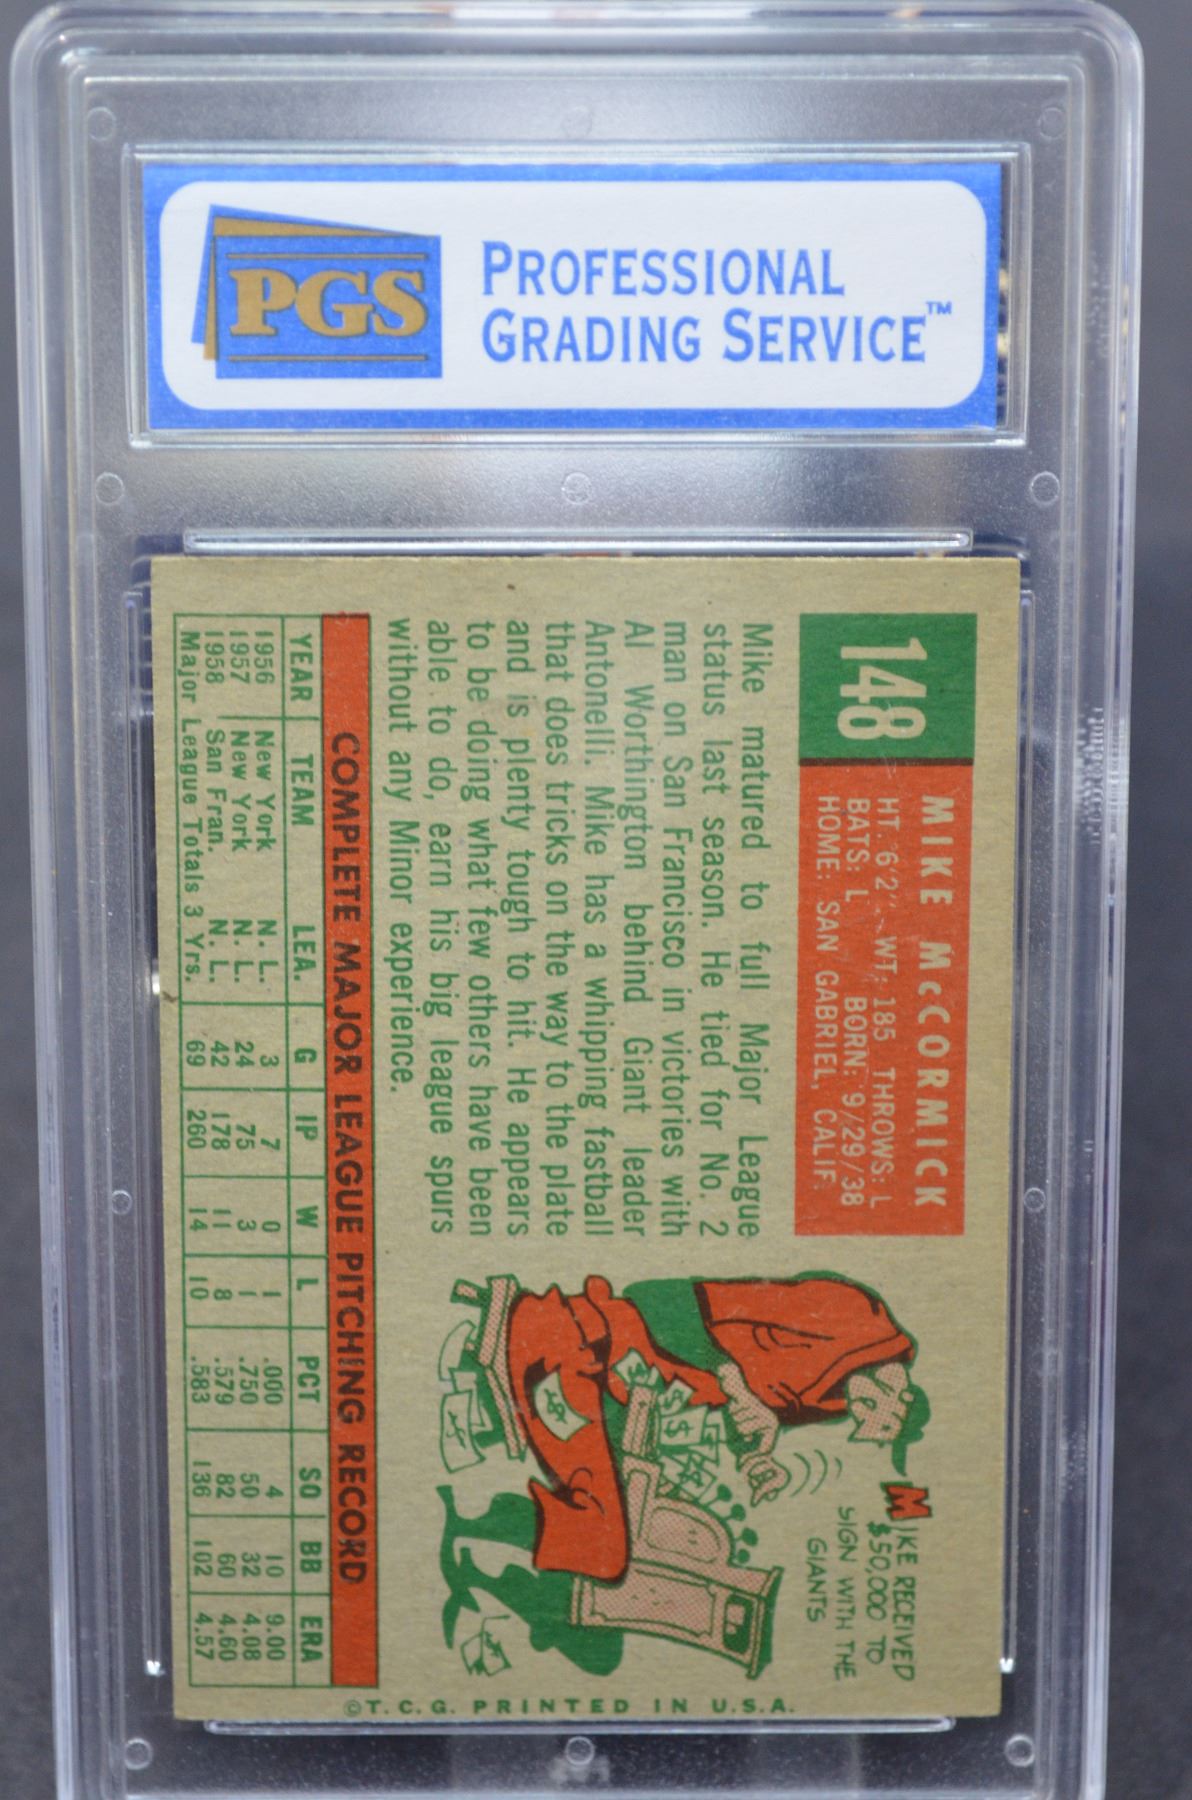 PGS
PROFESSIONAL
GRADING SERVICE™
148
MIKE McCORMICK
HT. 6'2". WT: 185 THROWS: L
BATS: L BORN: 9/29/38
HOME: SAN GABRIEL, CALIF.
Mike matured to full Major League
status last season. He tied for No. 2
man on San Francisco in victories with
Al Worthington behind Giant leader
Antonelli. Mike has a whipping fastball
that does tricks on the way to the plate
and is plenty tough to hit. He appears
to be doing what few others have been
able to do, earn his big league spurs
without any Minor experience.
MIKE RECEIVED
$50,000 TO
SIGN WITH THE
GIANTS
COMPLETE MAJOR LEAGUE PITCHING RECORD
YEAR TEAM LEA. G IP W L PCT SO BB ERA
1956 New York N. L. 3 7 0 1 .000 4 10 9.00
1957 New York N. L. 24 75 3 1 .750 50 32 4.08
1958 San Fran. N. L. 42 178 11 8 .579 82 60 4.60
Major League Totals 3 Yrs. 69 260 14 10 .583 136 102 4.57
©T. C. G. PRINTED IN U.S.A.